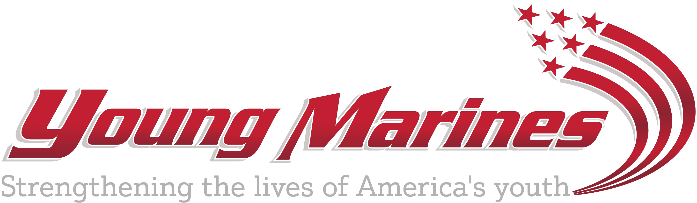 Young Marines
Strengthening the lives of America's youth